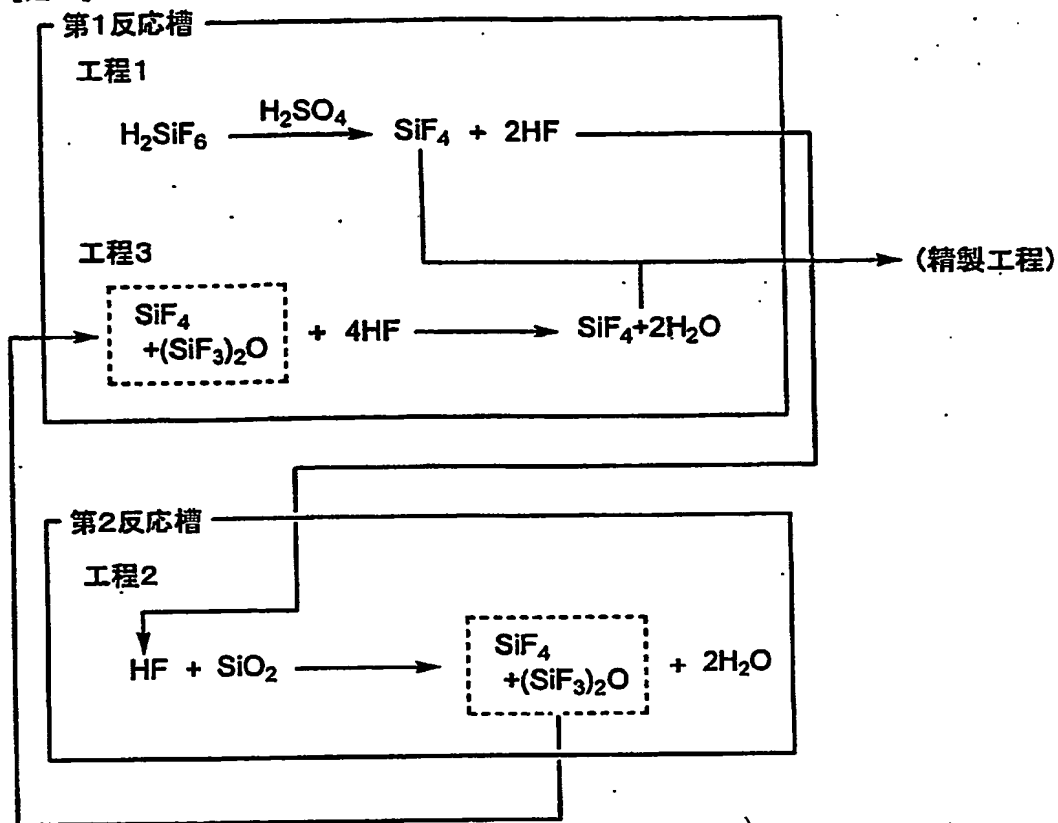 第1反応槽
工程1
H₂SiF₆ H₂SO₄ SiF₄ + 2HF
工程3
(精製工程)
SiF₄
+(SiF₃)₂O + 4HF SiF₄+2H₂O
第2反応槽
工程2
HF + SiO₂ SiF₄
+(SiF₃)₂O + 2H₂O